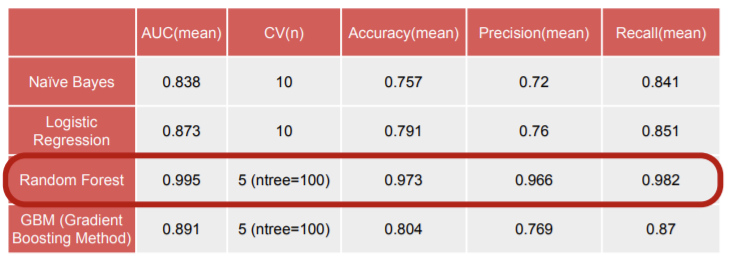 AUC(mean) CV(n) Accuracy(mean) Precision(mean) Recall(mean)
Naïve Bayes 0.838 10 0.757 0.72 0.841
Logistic
Regression 0.873 10 0.791 0.76 0.851
Random Forest 0.995 5 (ntree=100) 0.973 0.966 0.982
GBM (Gradient
Boosting Method) 0.891 5 (ntree=100) 0.804 0.769 0.87